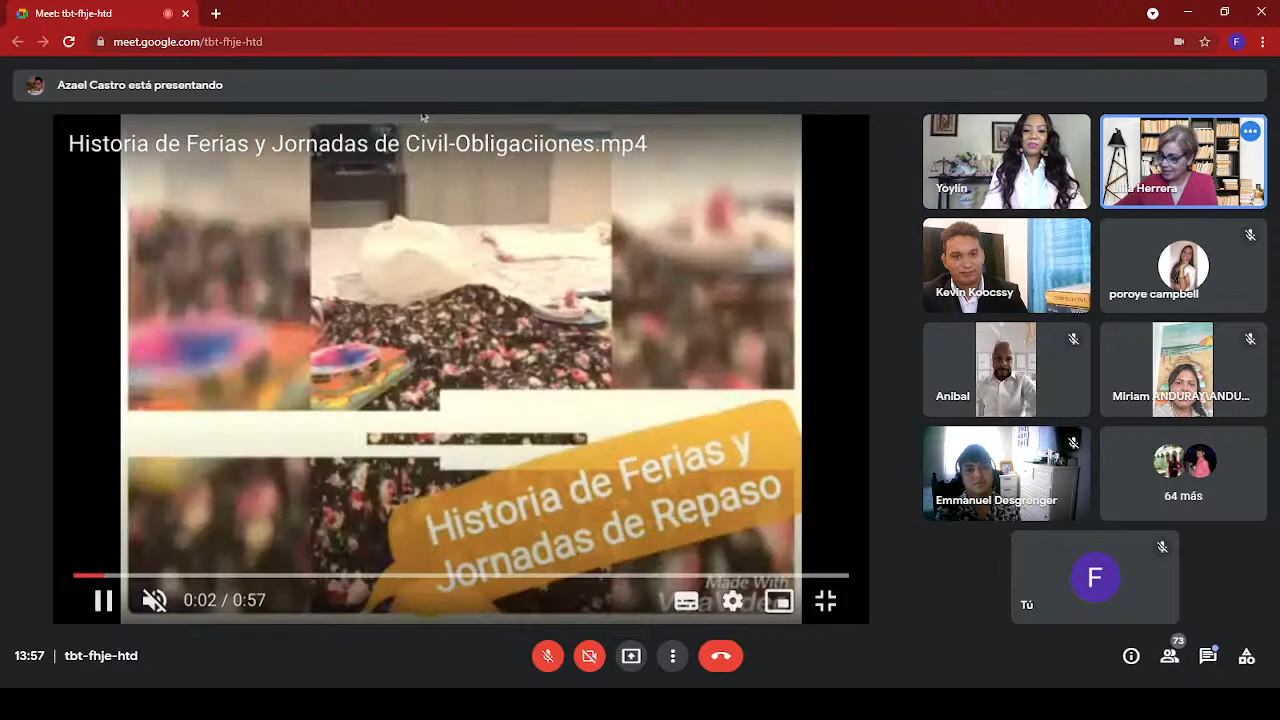 Meet: tbt-fhje-htd
meet.google.com/tbt-fhje-htd
F
Azael Castro está presentando
Historia de Ferias y Jornadas de Civil-Obligaciiones.mp4
Historia de Ferias y
Jornadas de Repaso
Made With
0:02 / 0:57
Yoylin
Lilia Herrera
Kevin Koocssy
poroye campbell
Anibal
Miriam ANDURAY\ANDU...
Emmanuel Desgrenger
64 más
F
Tú
13:57 | tbt-fhje-htd
73